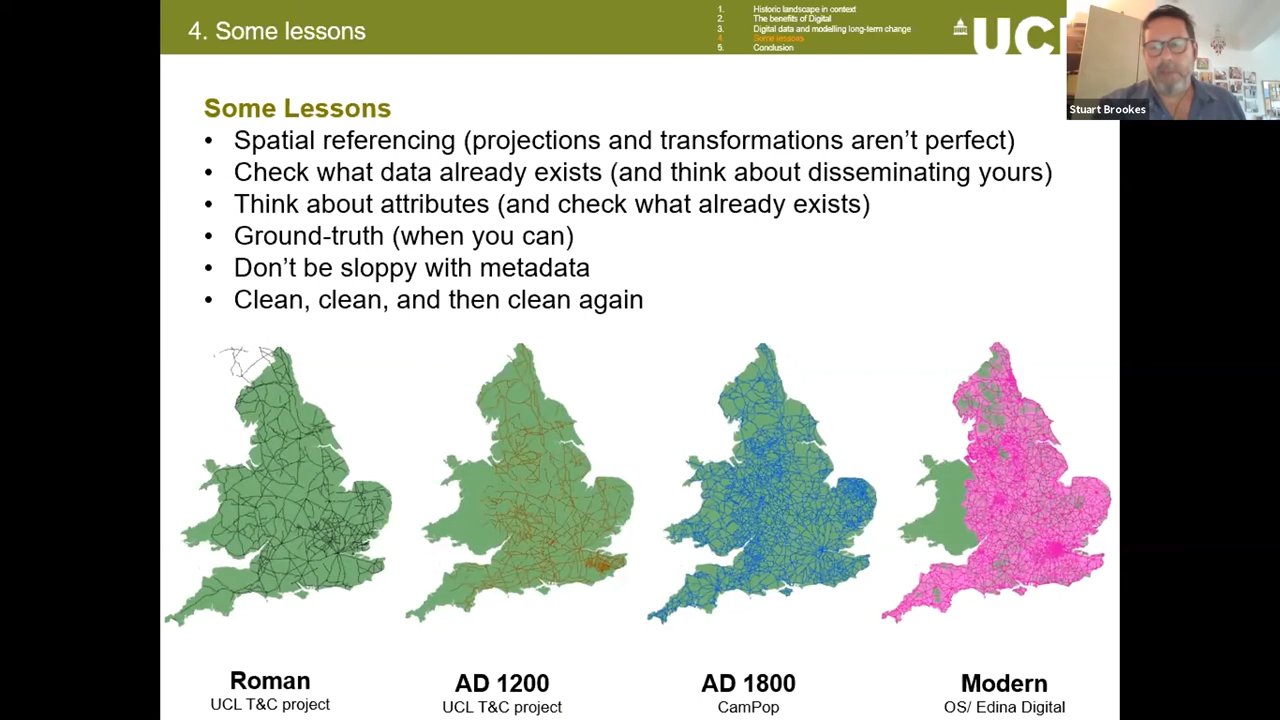 4. Some lessons
1. Historic landscape in context
2. The benefits of Digital
3. Digital data and modelling long-term change
4. Some lessons
5. Conclusion
UCL
Stuart Brookes
Some Lessons
• Spatial referencing (projections and transformations aren't perfect)
• Check what data already exists (and think about disseminating yours)
• Think about attributes (and check what already exists)
• Ground-truth (when you can)
• Don't be sloppy with metadata
• Clean, clean, and then clean again
Roman
UCL T&C project
AD 1200
UCL T&C project
AD 1800
CamPop
Modern
OS/ Edina Digital